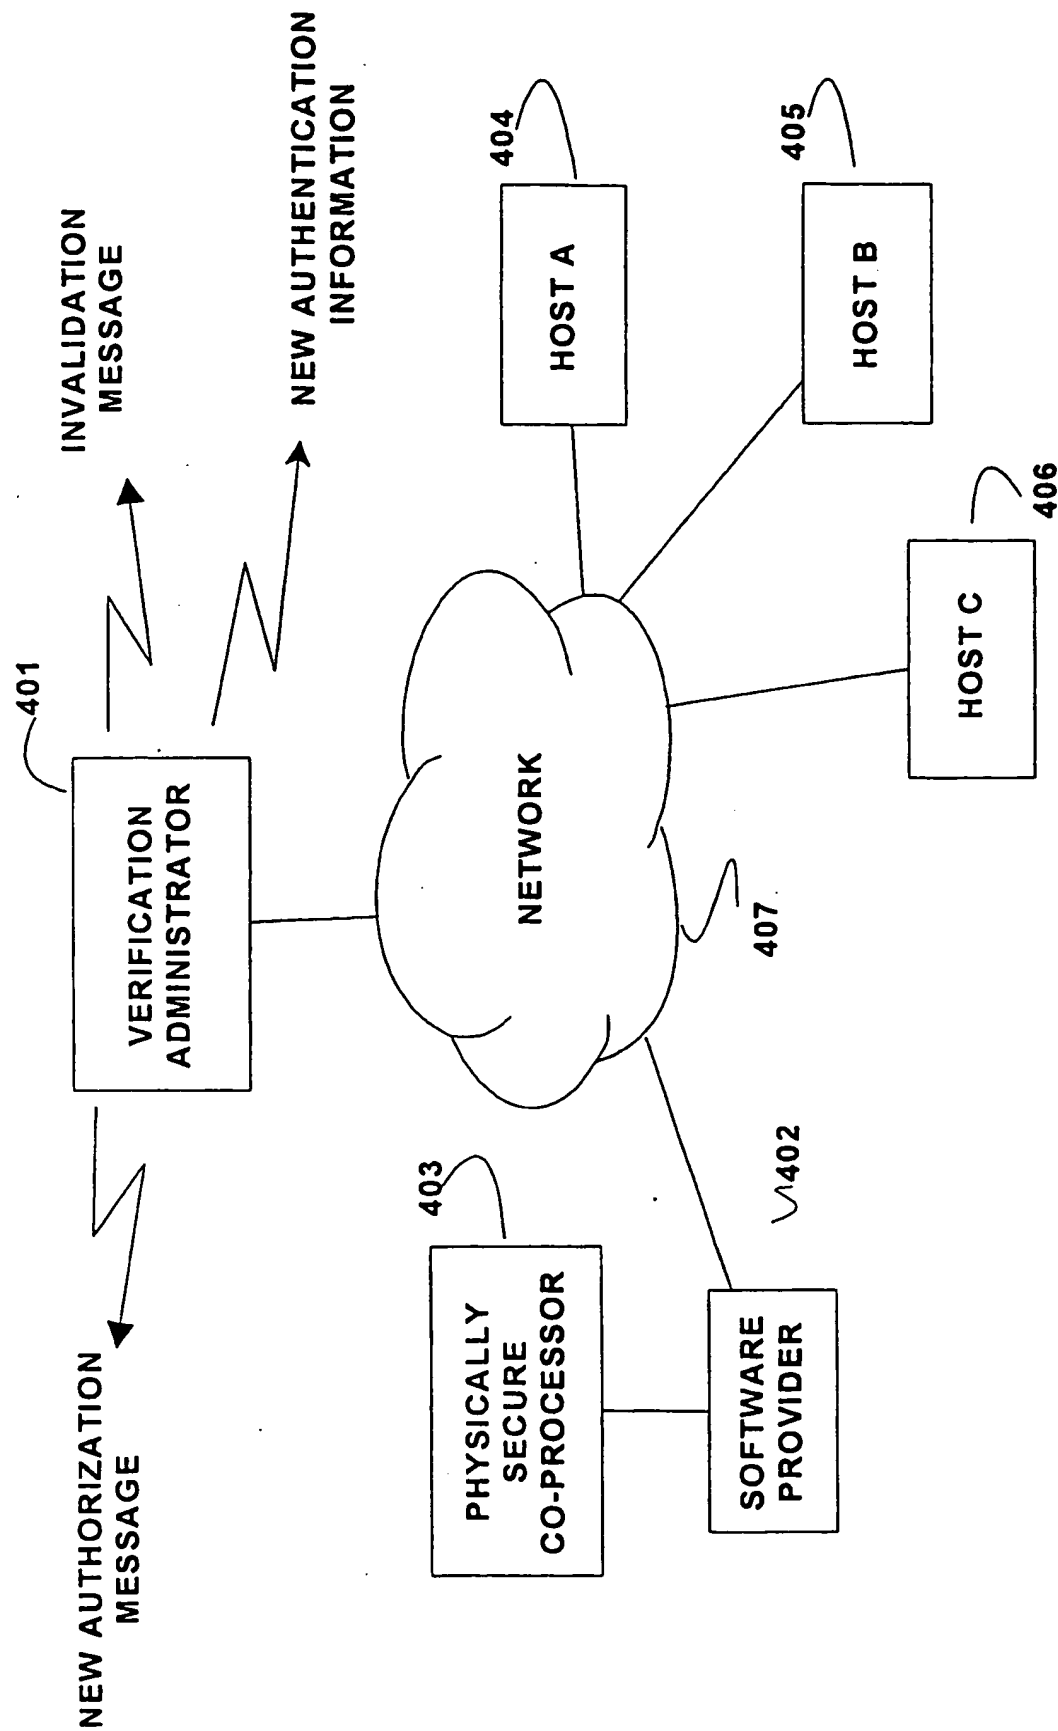 NEW AUTHORIZATION
MESSAGE
401
INVALIDATION
MESSAGE
VERIFICATION
ADMINISTRATOR
NEW AUTHENTICATION
INFORMATION
403
PHYSICALLY
SECURE
CO-PROCESSOR
NETWORK
404
HOST A
402
SOFTWARE
PROVIDER
407
405
HOST B
HOST C
406